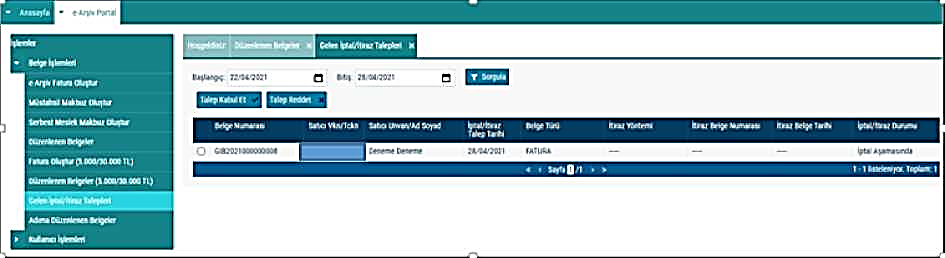 Anasayfa e-Arşiv Portal
İşlemler
Hoşgeldiniz Düzenlenen Belgeler Gelen İptal/İtiraz Talepleri
Belge İşlemleri
e-Arşiv Fatura Oluştur
Müstahsil Makbuz Oluştur
Serbest Meslek Makbuz Oluştur
Düzenlenen Belgeler
Fatura Oluştur (5.000/30.000 TL)
Düzenlenen Belgeler (5.000/30.000 TL)
Gelen İptal/İtiraz Talepleri
Adıma Düzenlenen Belgeler
Kullanıcı İşlemleri
Başlangıç: 22/04/2021 Bitiş: 28/04/2021 Sorgula
Talep Kabul Et Talep Reddet
Belge Numarası Satıcı Vkn/Tckn Satıcı Unvan/Ad Soyad İptal/İtiraz Talep Tarihi Belge Türü İtiraz Yöntemi İtiraz Belge Numarası İtiraz Belge Tarihi İptal/İtiraz Durumu
GIB2021000000008 Deneme Deneme 28/04/2021 FATURA ---- ---- ---- İptal Aşamasında
Sayfa 1 /1 1 - 1 listeleniyor. Toplam: 1